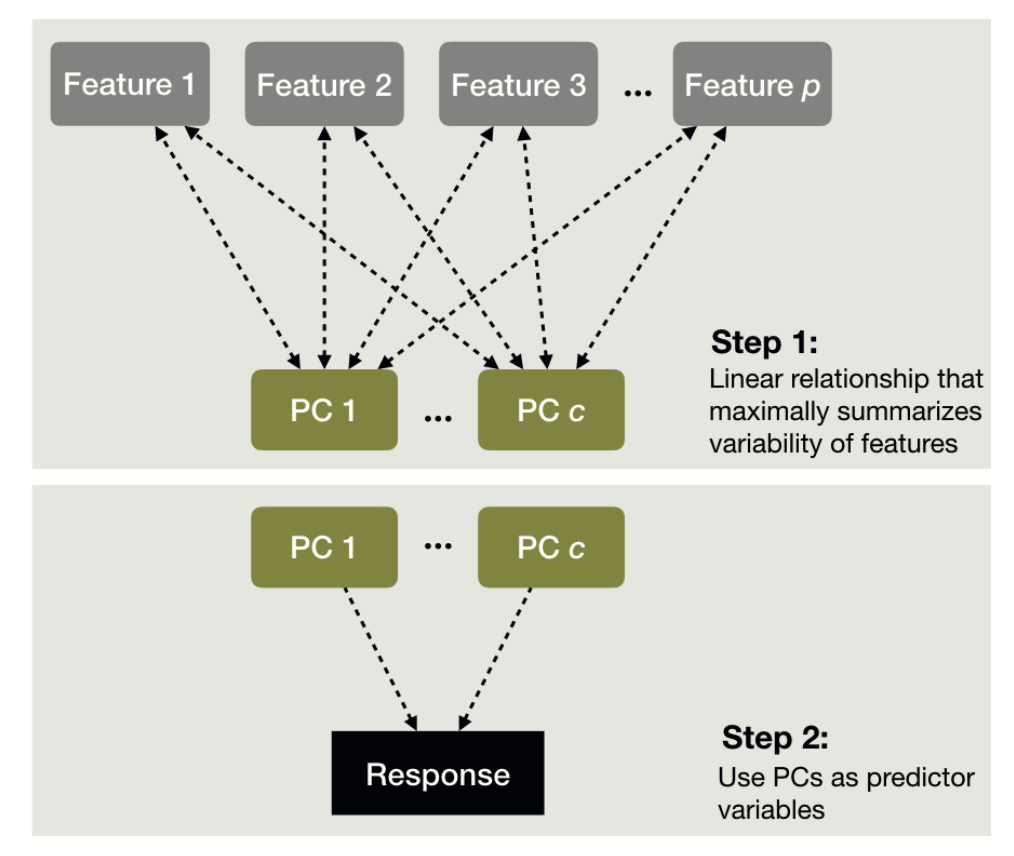 Feature 1 Feature 2 Feature 3 ... Feature p
Step 1:
Linear relationship that
maximally summarizes
variability of features
PC 1 ... PC c
PC 1 ... PC c
Response
Step 2:
Use PCs as predictor
variables